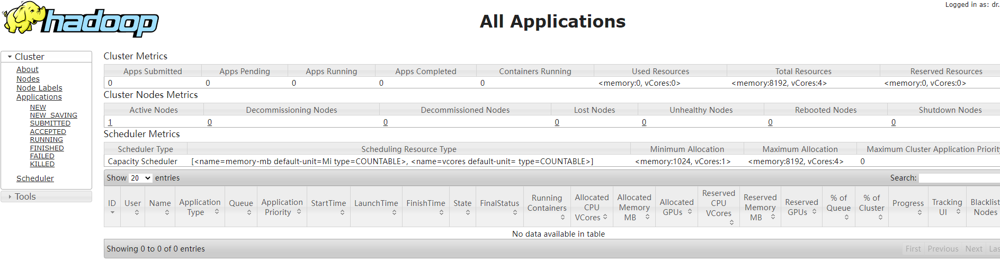 Logged in as: dr.
hadoop
All Applications
Cluster
About
Nodes
Node Labels
Applications
NEW
NEW_SAVING
SUBMITTED
ACCEPTED
RUNNING
FINISHED
FAILED
KILLED
Scheduler
Tools
Cluster Metrics
Apps Submitted Apps Pending Apps Running Apps Completed Containers Running Used Resources Total Resources Reserved Resources
0 0 0 0 0 <memory:0, vCores:0> <memory:8192, vCores:4> <memory:0, vCores:0>
Cluster Nodes Metrics
Active Nodes Decommissioning Nodes Decommissioned Nodes Lost Nodes Unhealthy Nodes Rebooted Nodes Shutdown Nodes
1 0 0 0 0 0 0
Scheduler Metrics
Scheduler Type Scheduling Resource Type Minimum Allocation Maximum Allocation Maximum Cluster Application Priority
Capacity Scheduler [<name=memory-mb default-unit=Mi type=COUNTABLE>, <name=vcores default-unit= type=COUNTABLE>] <memory:1024, vCores:1> <memory:8192, vCores:4> 0
Show 20 entries Search:
ID User Name Application Type Queue Application Priority StartTime LaunchTime FinishTime State FinalStatus Running Containers Allocated CPU VCores Allocated Memory MB Allocated GPUs Reserved CPU VCores Reserved Memory MB Reserved GPUs % of Queue % of Cluster Progress Tracking UI Blacklist Nodes
No data available in table
Showing 0 to 0 of 0 entries First Previous Next Las